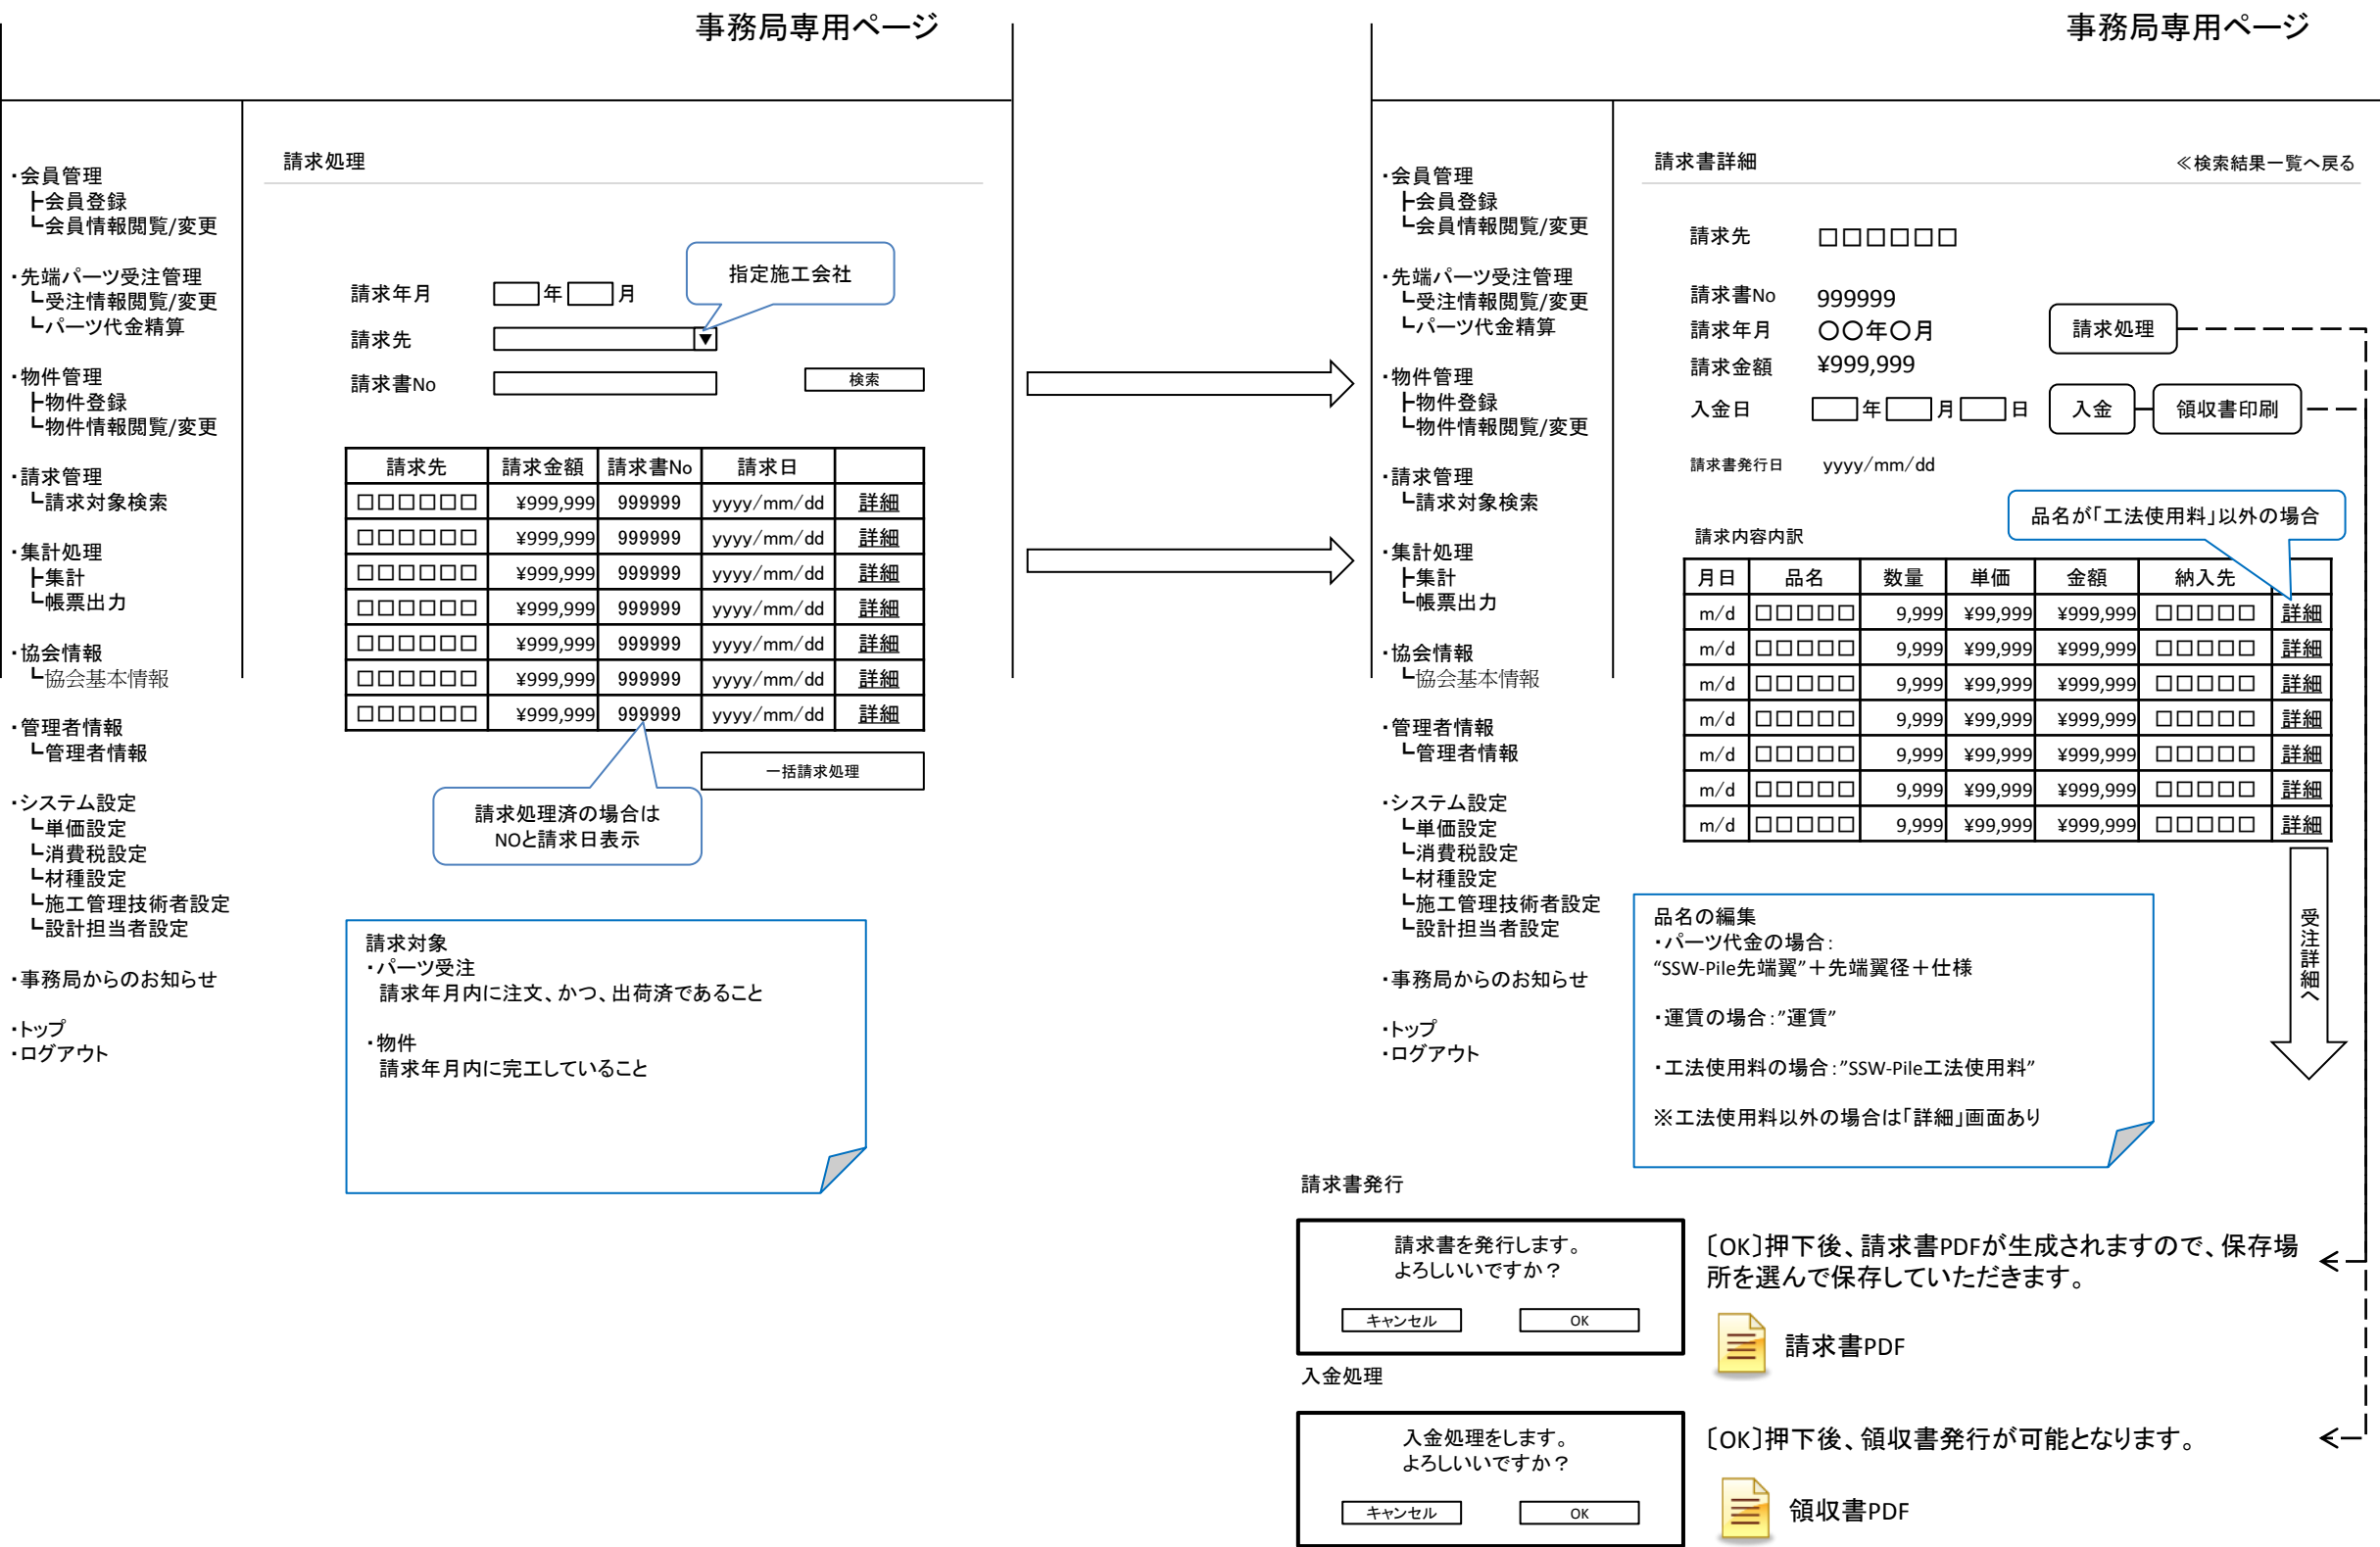 事務局専用ページ
・会員管理
┣会員登録
┗会員情報閲覧/変更
・先端パーツ受注管理
┗受注情報閲覧/変更
┗パーツ代金精算
・物件管理
┣物件登録
┗物件情報閲覧/変更
・請求管理
┗請求対象検索
・集計処理
┣集計
┗帳票出力
・協会情報
┗協会基本情報
・管理者情報
┗管理者情報
・システム設定
┗単価設定
┗消費税設定
┗材種設定
┗施工管理技術者設定
┗設計担当者設定
・事務局からのお知らせ
・トップ
・ログアウト
請求処理
指定施工会社
請求年月 年 月
請求先 ▼
請求書No 検索
請求先 請求金額 請求書No 請求日
□□□□□□ ¥999,999 999999 yyyy/mm/dd 詳細
□□□□□□ ¥999,999 999999 yyyy/mm/dd 詳細
□□□□□□ ¥999,999 999999 yyyy/mm/dd 詳細
□□□□□□ ¥999,999 999999 yyyy/mm/dd 詳細
□□□□□□ ¥999,999 999999 yyyy/mm/dd 詳細
□□□□□□ ¥999,999 999999 yyyy/mm/dd 詳細
□□□□□□ ¥999,999 999999 yyyy/mm/dd 詳細
一括請求処理
請求処理済の場合は
NOと請求日表示
請求対象
・パーツ受注
請求年月内に注文、かつ、出荷済であること
・物件
請求年月内に完工していること
事務局専用ページ
・会員管理
┣会員登録
┗会員情報閲覧/変更
・先端パーツ受注管理
┗受注情報閲覧/変更
┗パーツ代金精算
・物件管理
┣物件登録
┗物件情報閲覧/変更
・請求管理
┗請求対象検索
・集計処理
┣集計
┗帳票出力
・協会情報
┗協会基本情報
・管理者情報
┗管理者情報
・システム設定
┗単価設定
┗消費税設定
┗材種設定
┗施工管理技術者設定
┗設計担当者設定
・事務局からのお知らせ
・トップ
・ログアウト
請求書詳細 ≪検索結果一覧へ戻る
請求先 □□□□□□
請求書No 999999
請求年月 〇〇年〇月 請求処理
請求金額 ¥999,999
入金日 年 月 日 入金 領収書印刷
請求書発行日 yyyy/mm/dd
品名が「工法使用料」以外の場合
請求内容内訳
月日 品名 数量 単価 金額 納入先
m/d □□□□□ 9,999 ¥99,999 ¥999,999 □□□□□ 詳細
m/d □□□□□ 9,999 ¥99,999 ¥999,999 □□□□□ 詳細
m/d □□□□□ 9,999 ¥99,999 ¥999,999 □□□□□ 詳細
m/d □□□□□ 9,999 ¥99,999 ¥999,999 □□□□□ 詳細
m/d □□□□□ 9,999 ¥99,999 ¥999,999 □□□□□ 詳細
m/d □□□□□ 9,999 ¥99,999 ¥999,999 □□□□□ 詳細
m/d □□□□□ 9,999 ¥99,999 ¥999,999 □□□□□ 詳細
受注詳細へ
品名の編集
・パーツ代金の場合：
“SSW-Pile先端翼”＋先端翼径＋仕様
・運賃の場合：”運賃”
・工法使用料の場合：”SSW-Pile工法使用料”
※工法使用料以外の場合は「詳細」画面あり
請求書発行
請求書を発行します。
よろしいいですか？
キャンセル OK
〔OK〕押下後、請求書PDFが生成されますので、保存場
所を選んで保存していただきます。
請求書PDF
入金処理
入金処理をします。
よろしいいですか？
キャンセル OK
〔OK〕押下後、領収書発行が可能となります。
領収書PDF